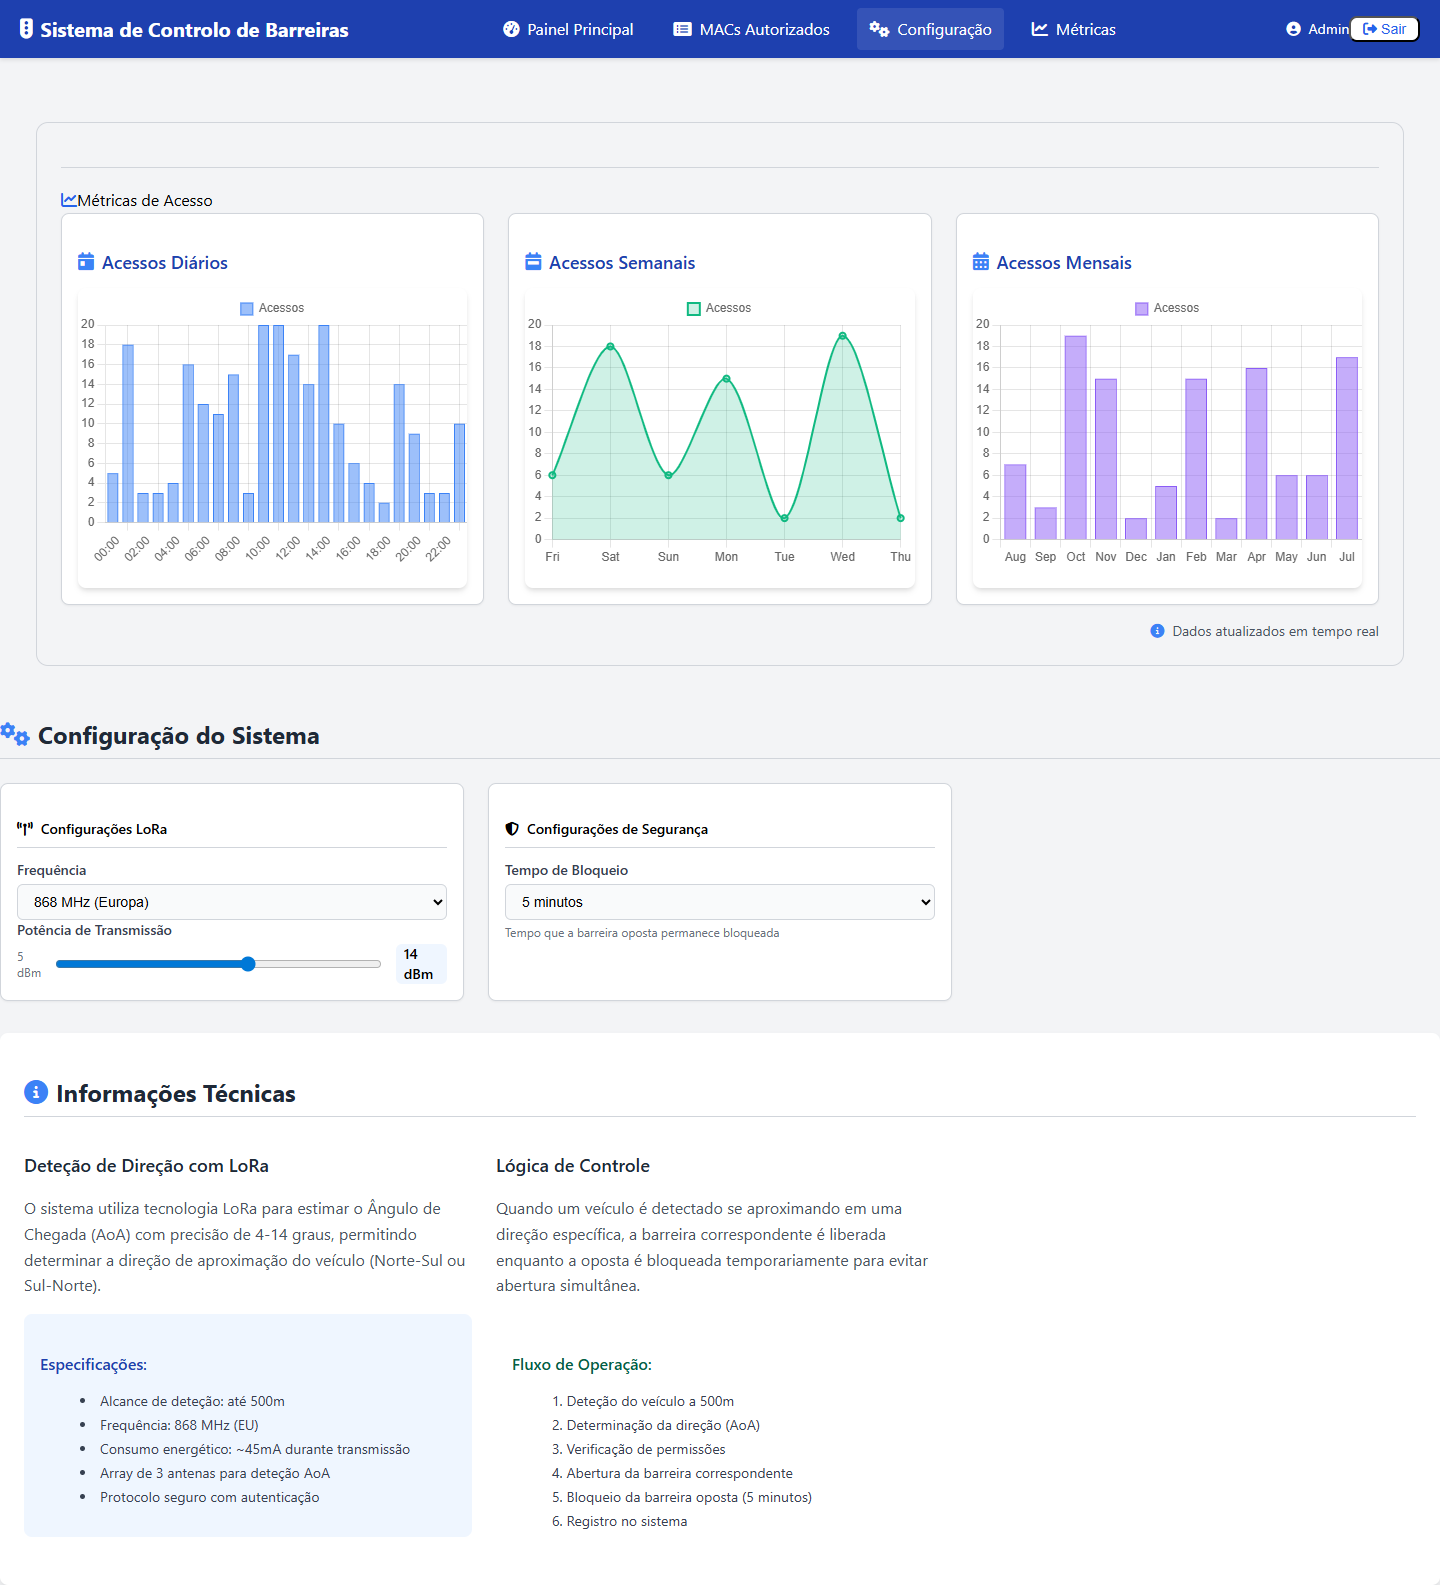 Sistema de Controlo de Barreiras
Painel Principal
MACs Autorizados
Configuração
Métricas
Admin
Sair
Métricas de Acesso
Acessos Diários
Acessos
20
18
16
14
12
10
8
6
4
2
0
00:00 02:00 04:00 06:00 08:00 10:00 12:00 14:00 16:00 18:00 20:00 22:00
Acessos Semanais
Acessos
20
18
16
14
12
10
8
6
4
2
0
Fri Sat Sun Mon Tue Wed Thu
Acessos Mensais
Acessos
20
18
16
14
12
10
8
6
4
2
0
Aug Sep Oct Nov Dec Jan Feb Mar Apr May Jun Jul
Dados atualizados em tempo real
Configuração do Sistema
Configurações LoRa
Frequência
868 MHz (Europa)
Potência de Transmissão
5
dBm
14
dBm
Configurações de Segurança
Tempo de Bloqueio
5 minutos
Tempo que a barreira oposta permanece bloqueada
Informações Técnicas
Deteção de Direção com LoRa
O sistema utiliza tecnologia LoRa para estimar o Ângulo de
Chegada (AoA) com precisão de 4-14 graus, permitindo
determinar a direção de aproximação do veículo (Norte-Sul ou
Sul-Norte).
Especificações:
• Alcance de deteção: até 500m
• Frequência: 868 MHz (EU)
• Consumo energético: ~45mA durante transmissão
• Array de 3 antenas para deteção AoA
• Protocolo seguro com autenticação
Lógica de Controle
Quando um veículo é detectado se aproximando em uma
direção específica, a barreira correspondente é liberada
enquanto a oposta é bloqueada temporariamente para evitar
abertura simultânea.
Fluxo de Operação:
1. Deteção do veículo a 500m
2. Determinação da direção (AoA)
3. Verificação de permissões
4. Abertura da barreira correspondente
5. Bloqueio da barreira oposta (5 minutos)
6. Registro no sistema